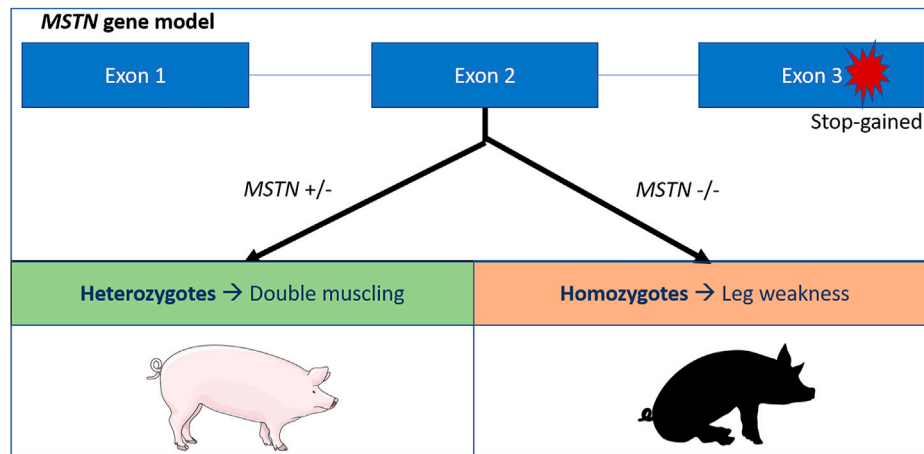 MSTN gene model
Exon 1
Exon 2
Exon 3
Stop-gained
MSTN +/-
MSTN -/-
Heterozygotes → Double muscling
Homozygotes → Leg weakness